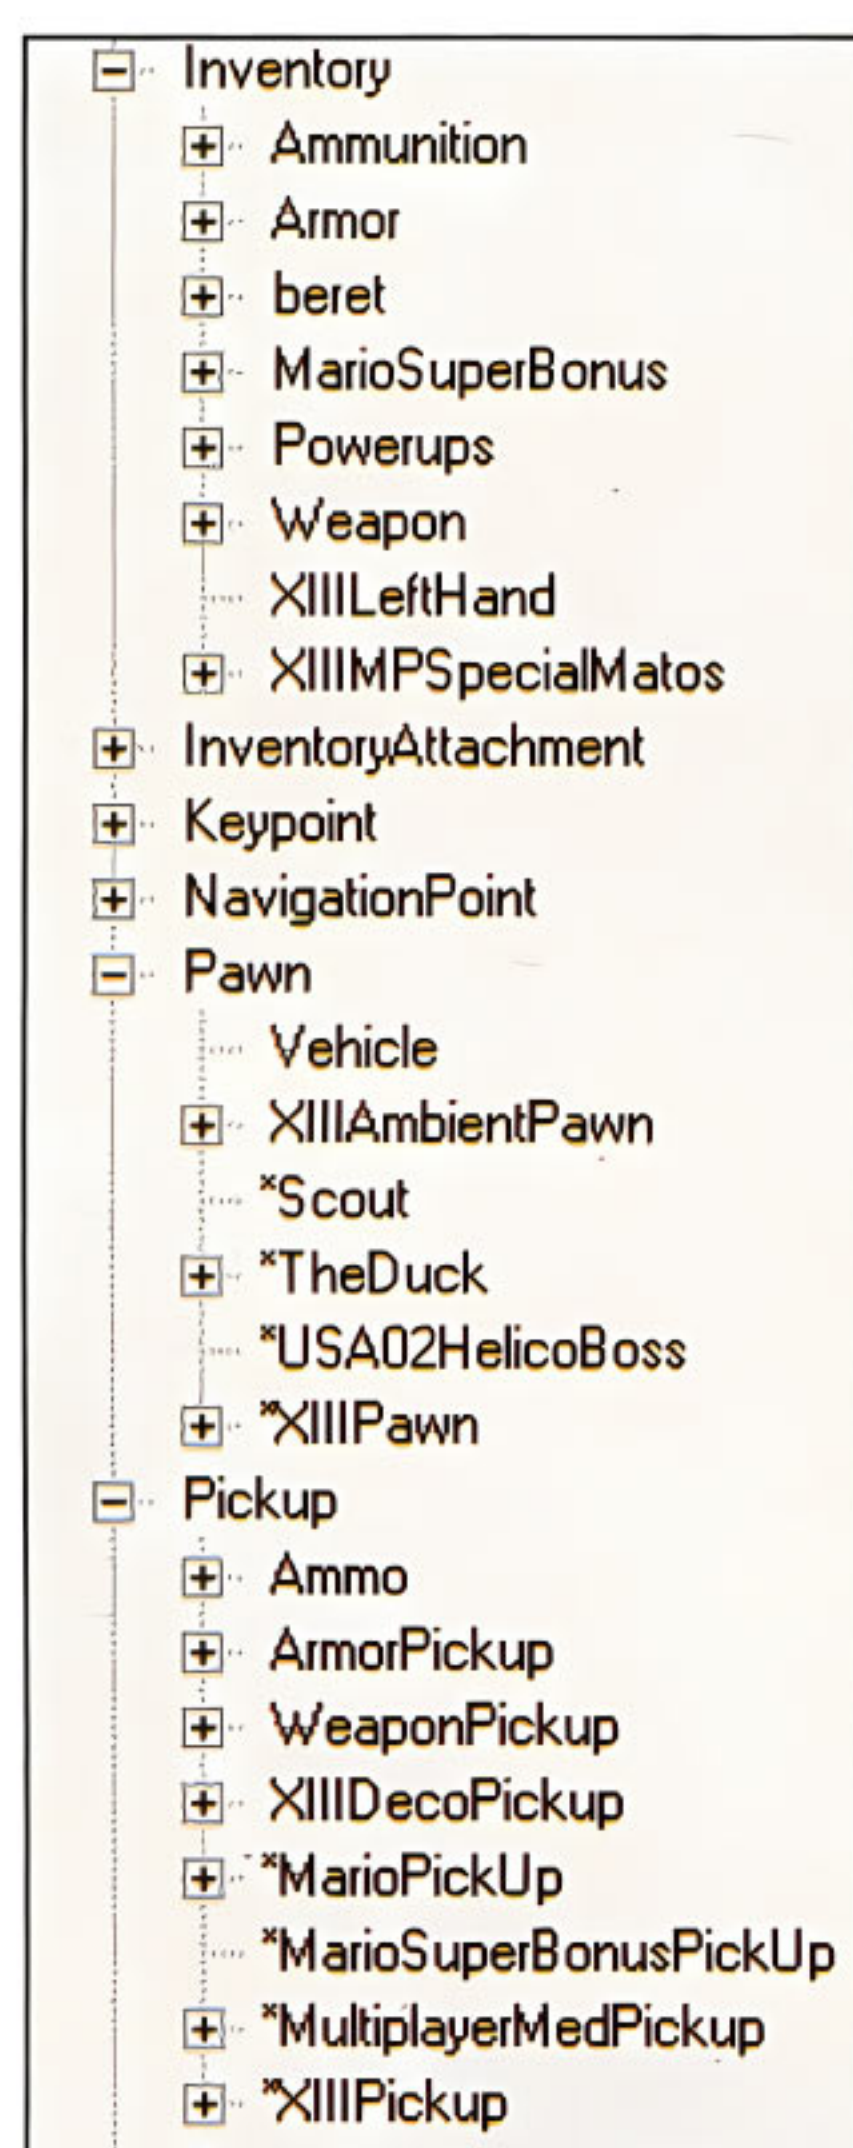 Inventory
Ammunition
Armor
beret
MarioSuperBonus
Powerups
Weapon
XIIILeftHand
XIIIMPSpecialMatos
InventoryAttachment
Keypoint
NavigationPoint
Pawn
Vehicle
XIIIAmbientPawn
*Scout
*TheDuck
*USA02HelicoBoss
*XIIIPawn
Pickup
Ammo
ArmorPickup
WeaponPickup
XIIIDecoPickup
*MarioPickUp
*MarioSuperBonusPickUp
*MultiplayerMedPickup
*XIIIPickup